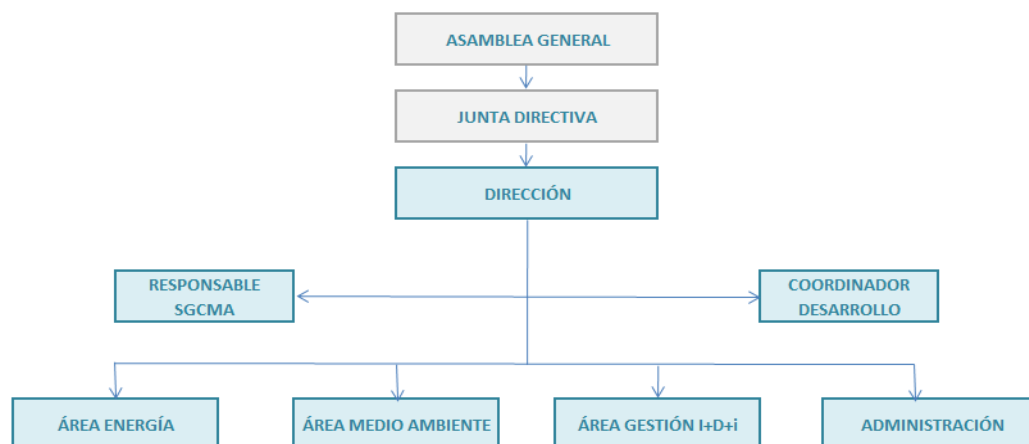 ASAMBLEA GENERAL
JUNTA DIRECTIVA
DIRECCIÓN
RESPONSABLE
SGCMA
COORDINADOR
DESARROLLO
ÁREA ENERGÍA
ÁREA MEDIO AMBIENTE
ÁREA GESTIÓN I+D+i
ADMINISTRACIÓN